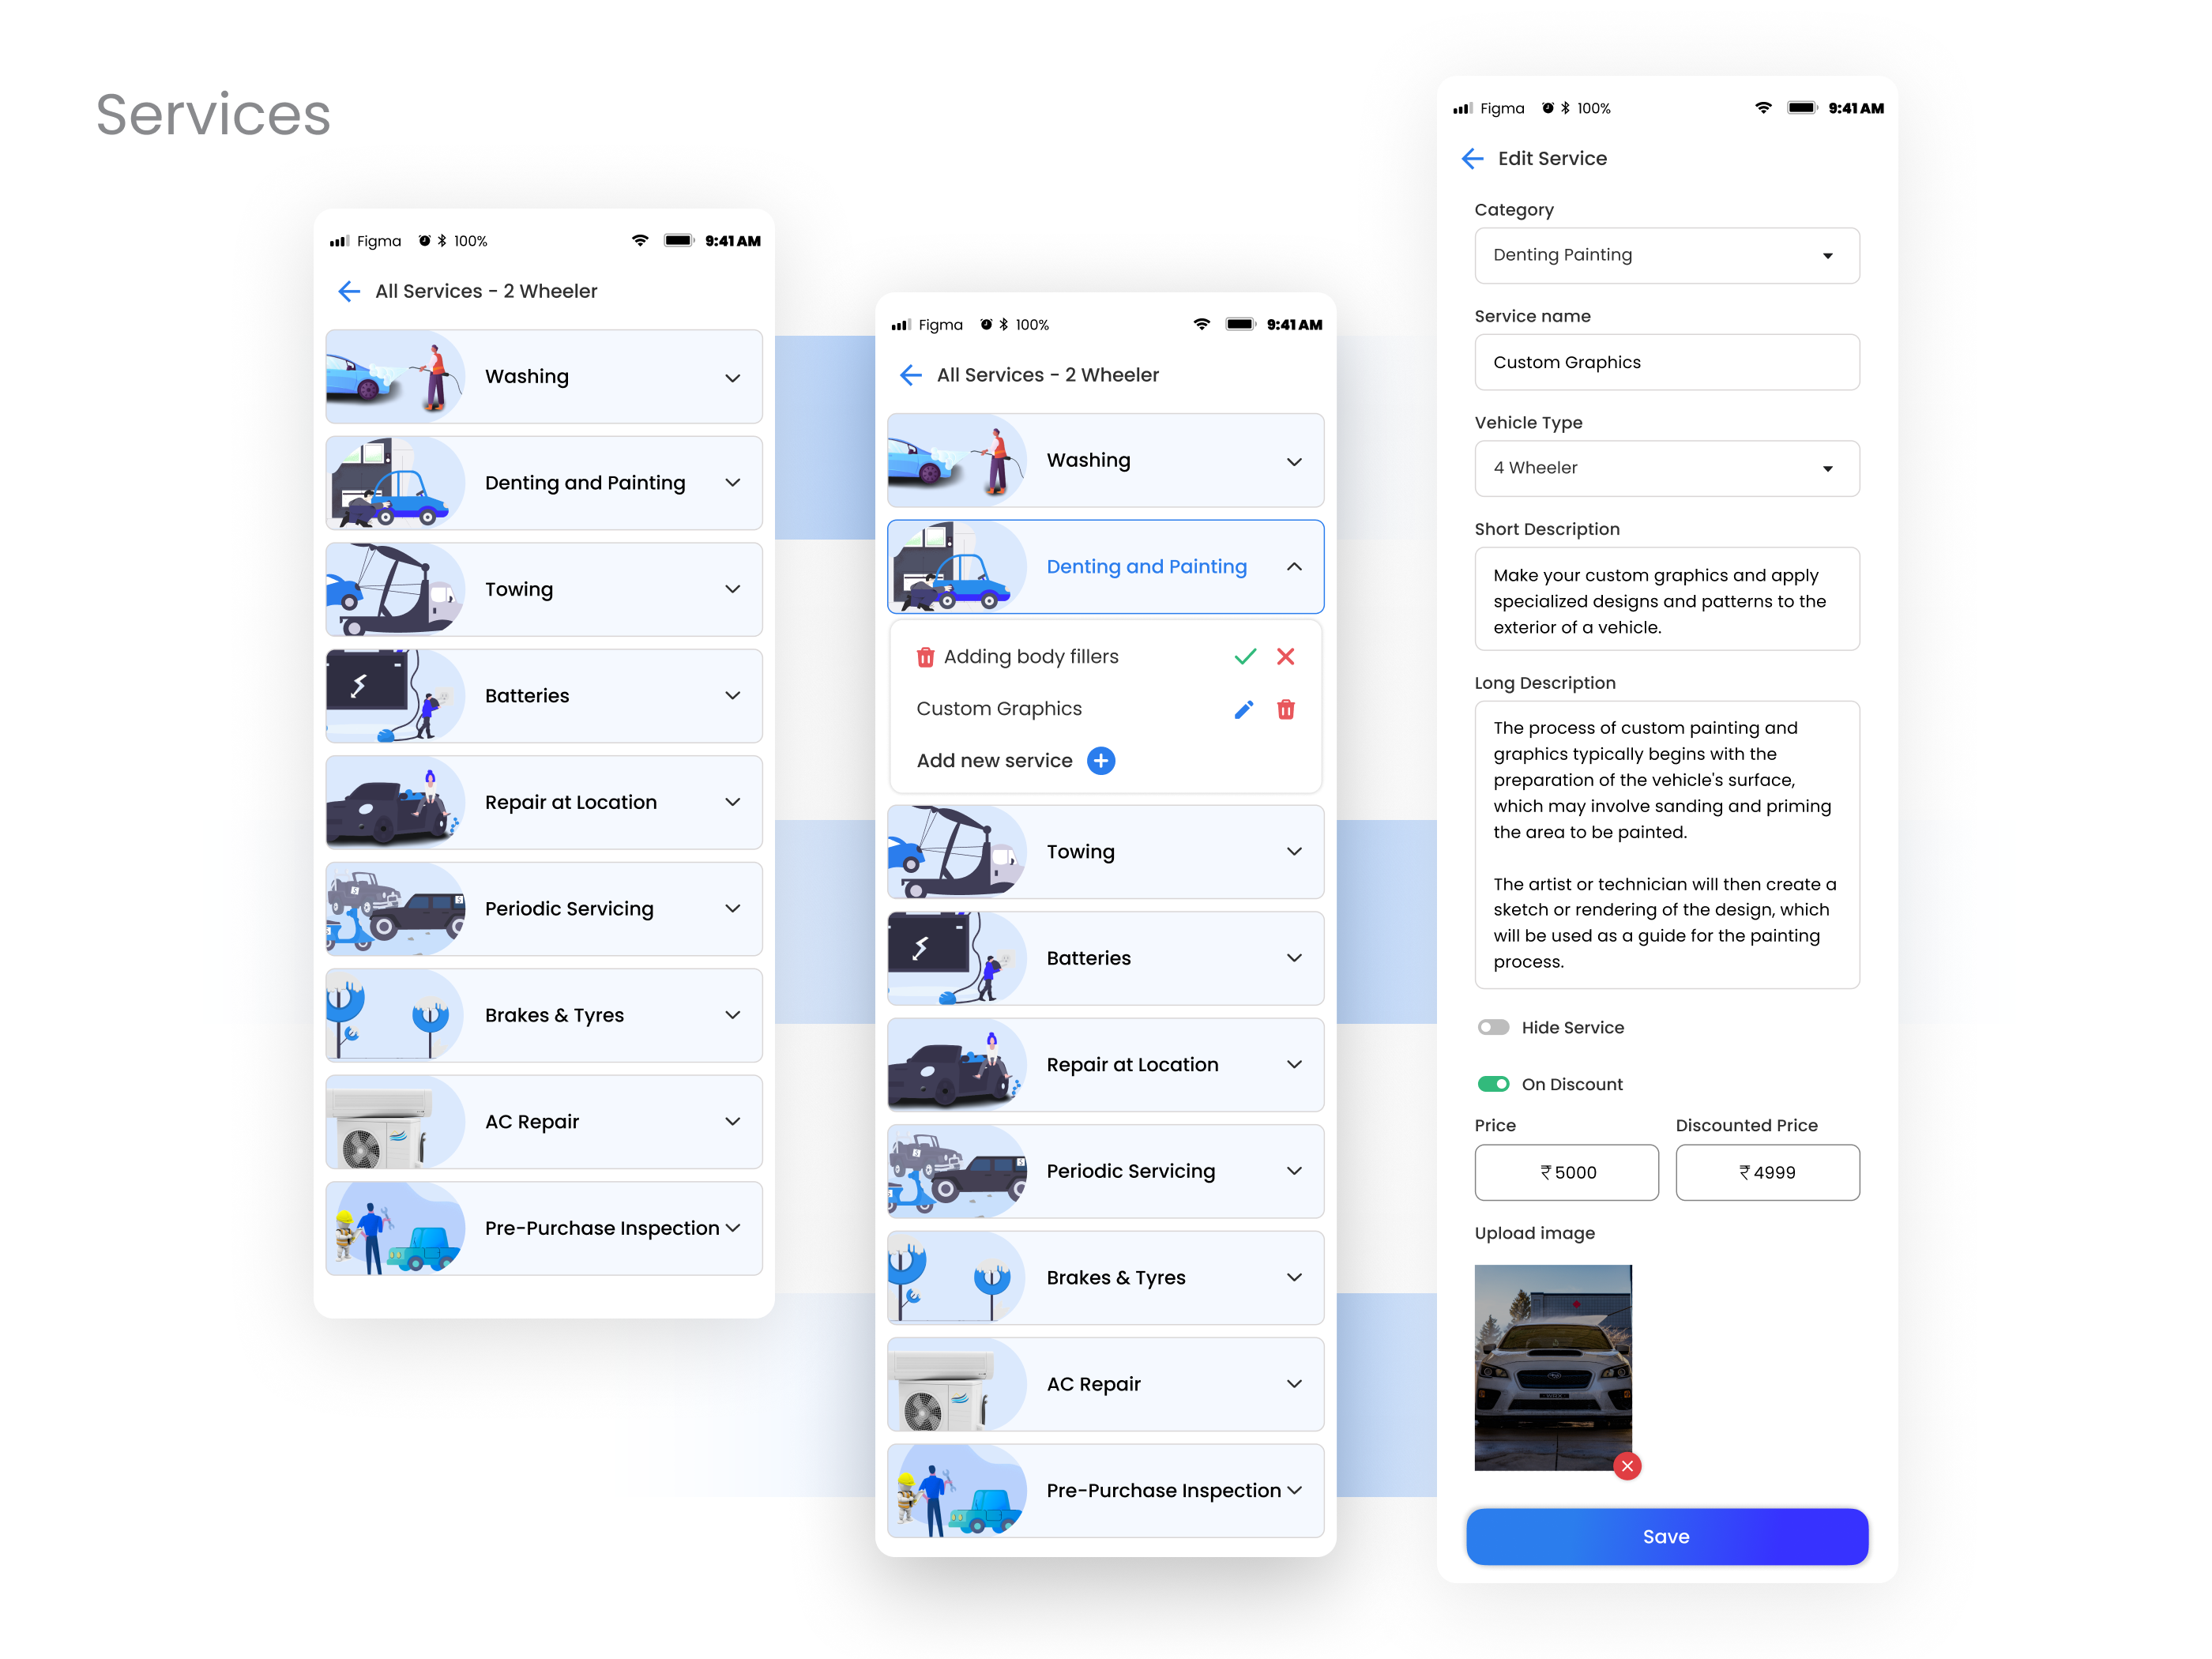 Services
Figma 100% 9:41 AM
All Services - 2 Wheeler
Washing
Denting and Painting
Towing
Batteries
Repair at Location
Periodic Servicing
Brakes & Tyres
AC Repair
Pre-Purchase Inspection
Figma 100% 9:41 AM
All Services - 2 Wheeler
Washing
Denting and Painting
Adding body fillers
Custom Graphics
Add new service
Towing
Batteries
Repair at Location
Periodic Servicing
Brakes & Tyres
AC Repair
Pre-Purchase Inspection
Figma 100% 9:41 AM
Edit Service
Category
Denting Painting
Service name
Custom Graphics
Vehicle Type
4 Wheeler
Short Description
Make your custom graphics and apply
specialized designs and patterns to the
exterior of a vehicle.
Long Description
The process of custom painting and
graphics typically begins with the
preparation of the vehicle's surface,
which may involve sanding and priming
the area to be painted.
The artist or technician will then create a
sketch or rendering of the design, which
will be used as a guide for the painting
process.
Hide Service
On Discount
Price Discounted Price
₹ 5000 ₹ 4999
Upload image
Save